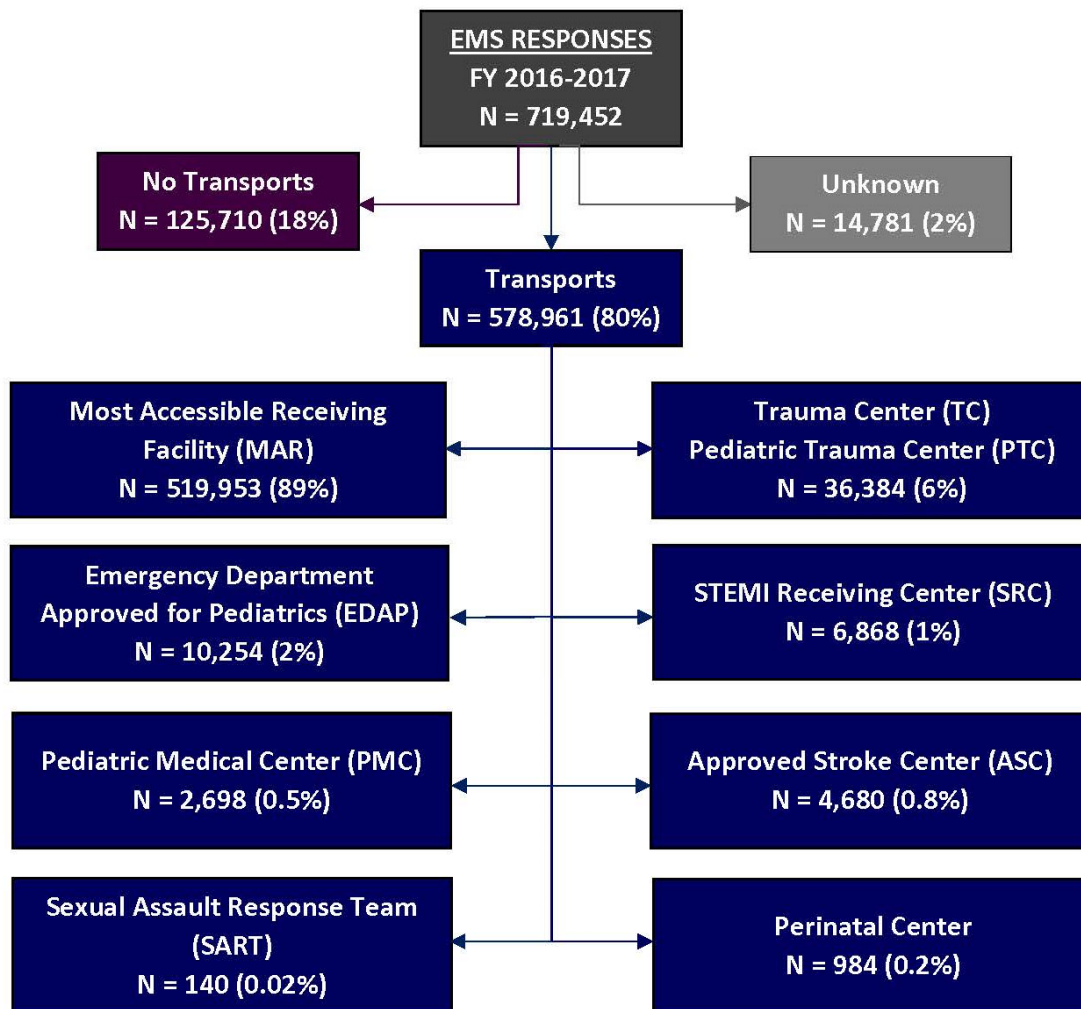 EMS RESPONSES
FY 2016-2017
N = 719,452
No Transports
N = 125,710 (18%)
Unknown
N = 14,781 (2%)
Transports
N = 578,961 (80%)
Most Accessible Receiving
Facility (MAR)
N = 519,953 (89%)
Trauma Center (TC)
Pediatric Trauma Center (PTC)
N = 36,384 (6%)
Emergency Department
Approved for Pediatrics (EDAP)
N = 10,254 (2%)
STEMI Receiving Center (SRC)
N = 6,868 (1%)
Pediatric Medical Center (PMC)
N = 2,698 (0.5%)
Approved Stroke Center (ASC)
N = 4,680 (0.8%)
Sexual Assault Response Team
(SART)
N = 140 (0.02%)
Perinatal Center
N = 984 (0.2%)